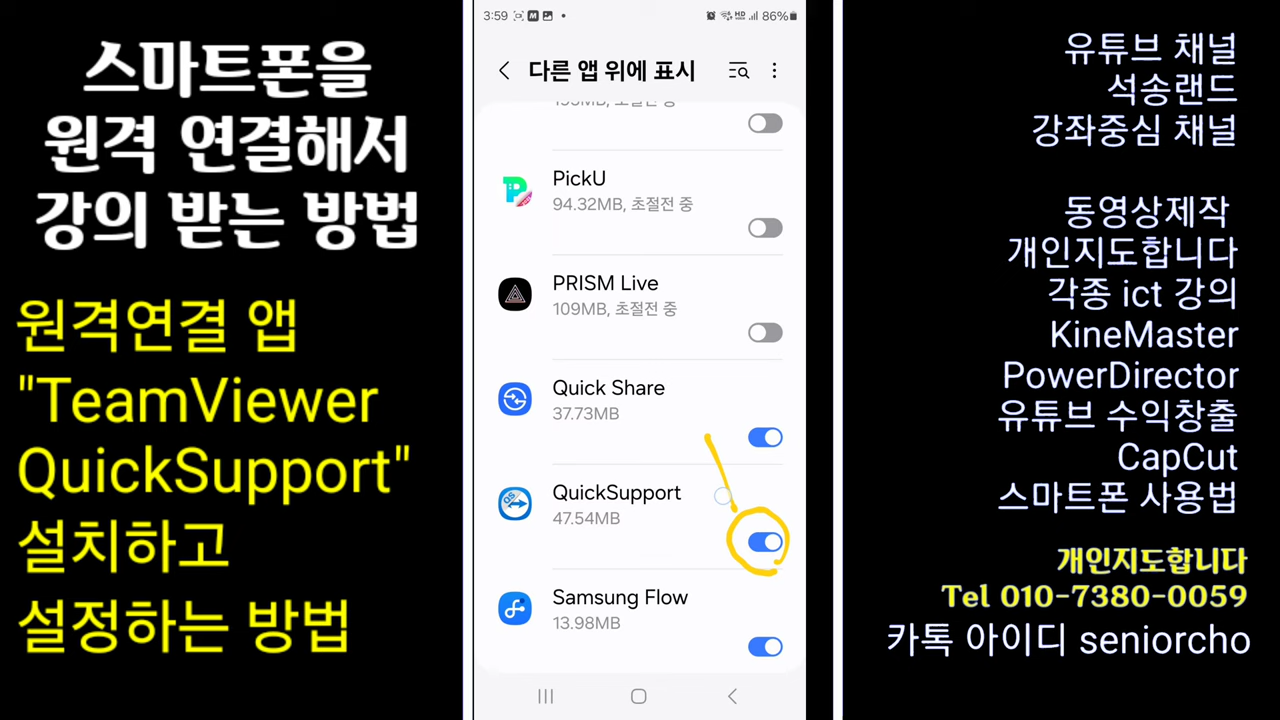 스마트폰을
원격 연결해서
강의 받는 방법
원격연결 앱
"TeamViewer
QuickSupport"
설치하고
설정하는 방법
3:59
86%
다른 앱 위에 표시
초절전 중
PickU
94.32MB, 초절전 중
PRISM Live
109MB, 초절전 중
Quick Share
37.73MB
QuickSupport
47.54MB
Samsung Flow
13.98MB
유튜브 채널
석송랜드
강좌중심 채널
동영상제작
개인지도합니다
각종 ict 강의
KineMaster
PowerDirector
유튜브 수익창출
CapCut
스마트폰 사용법
개인지도합니다
Tel 010-7380-0059
카톡 아이디 seniorcho